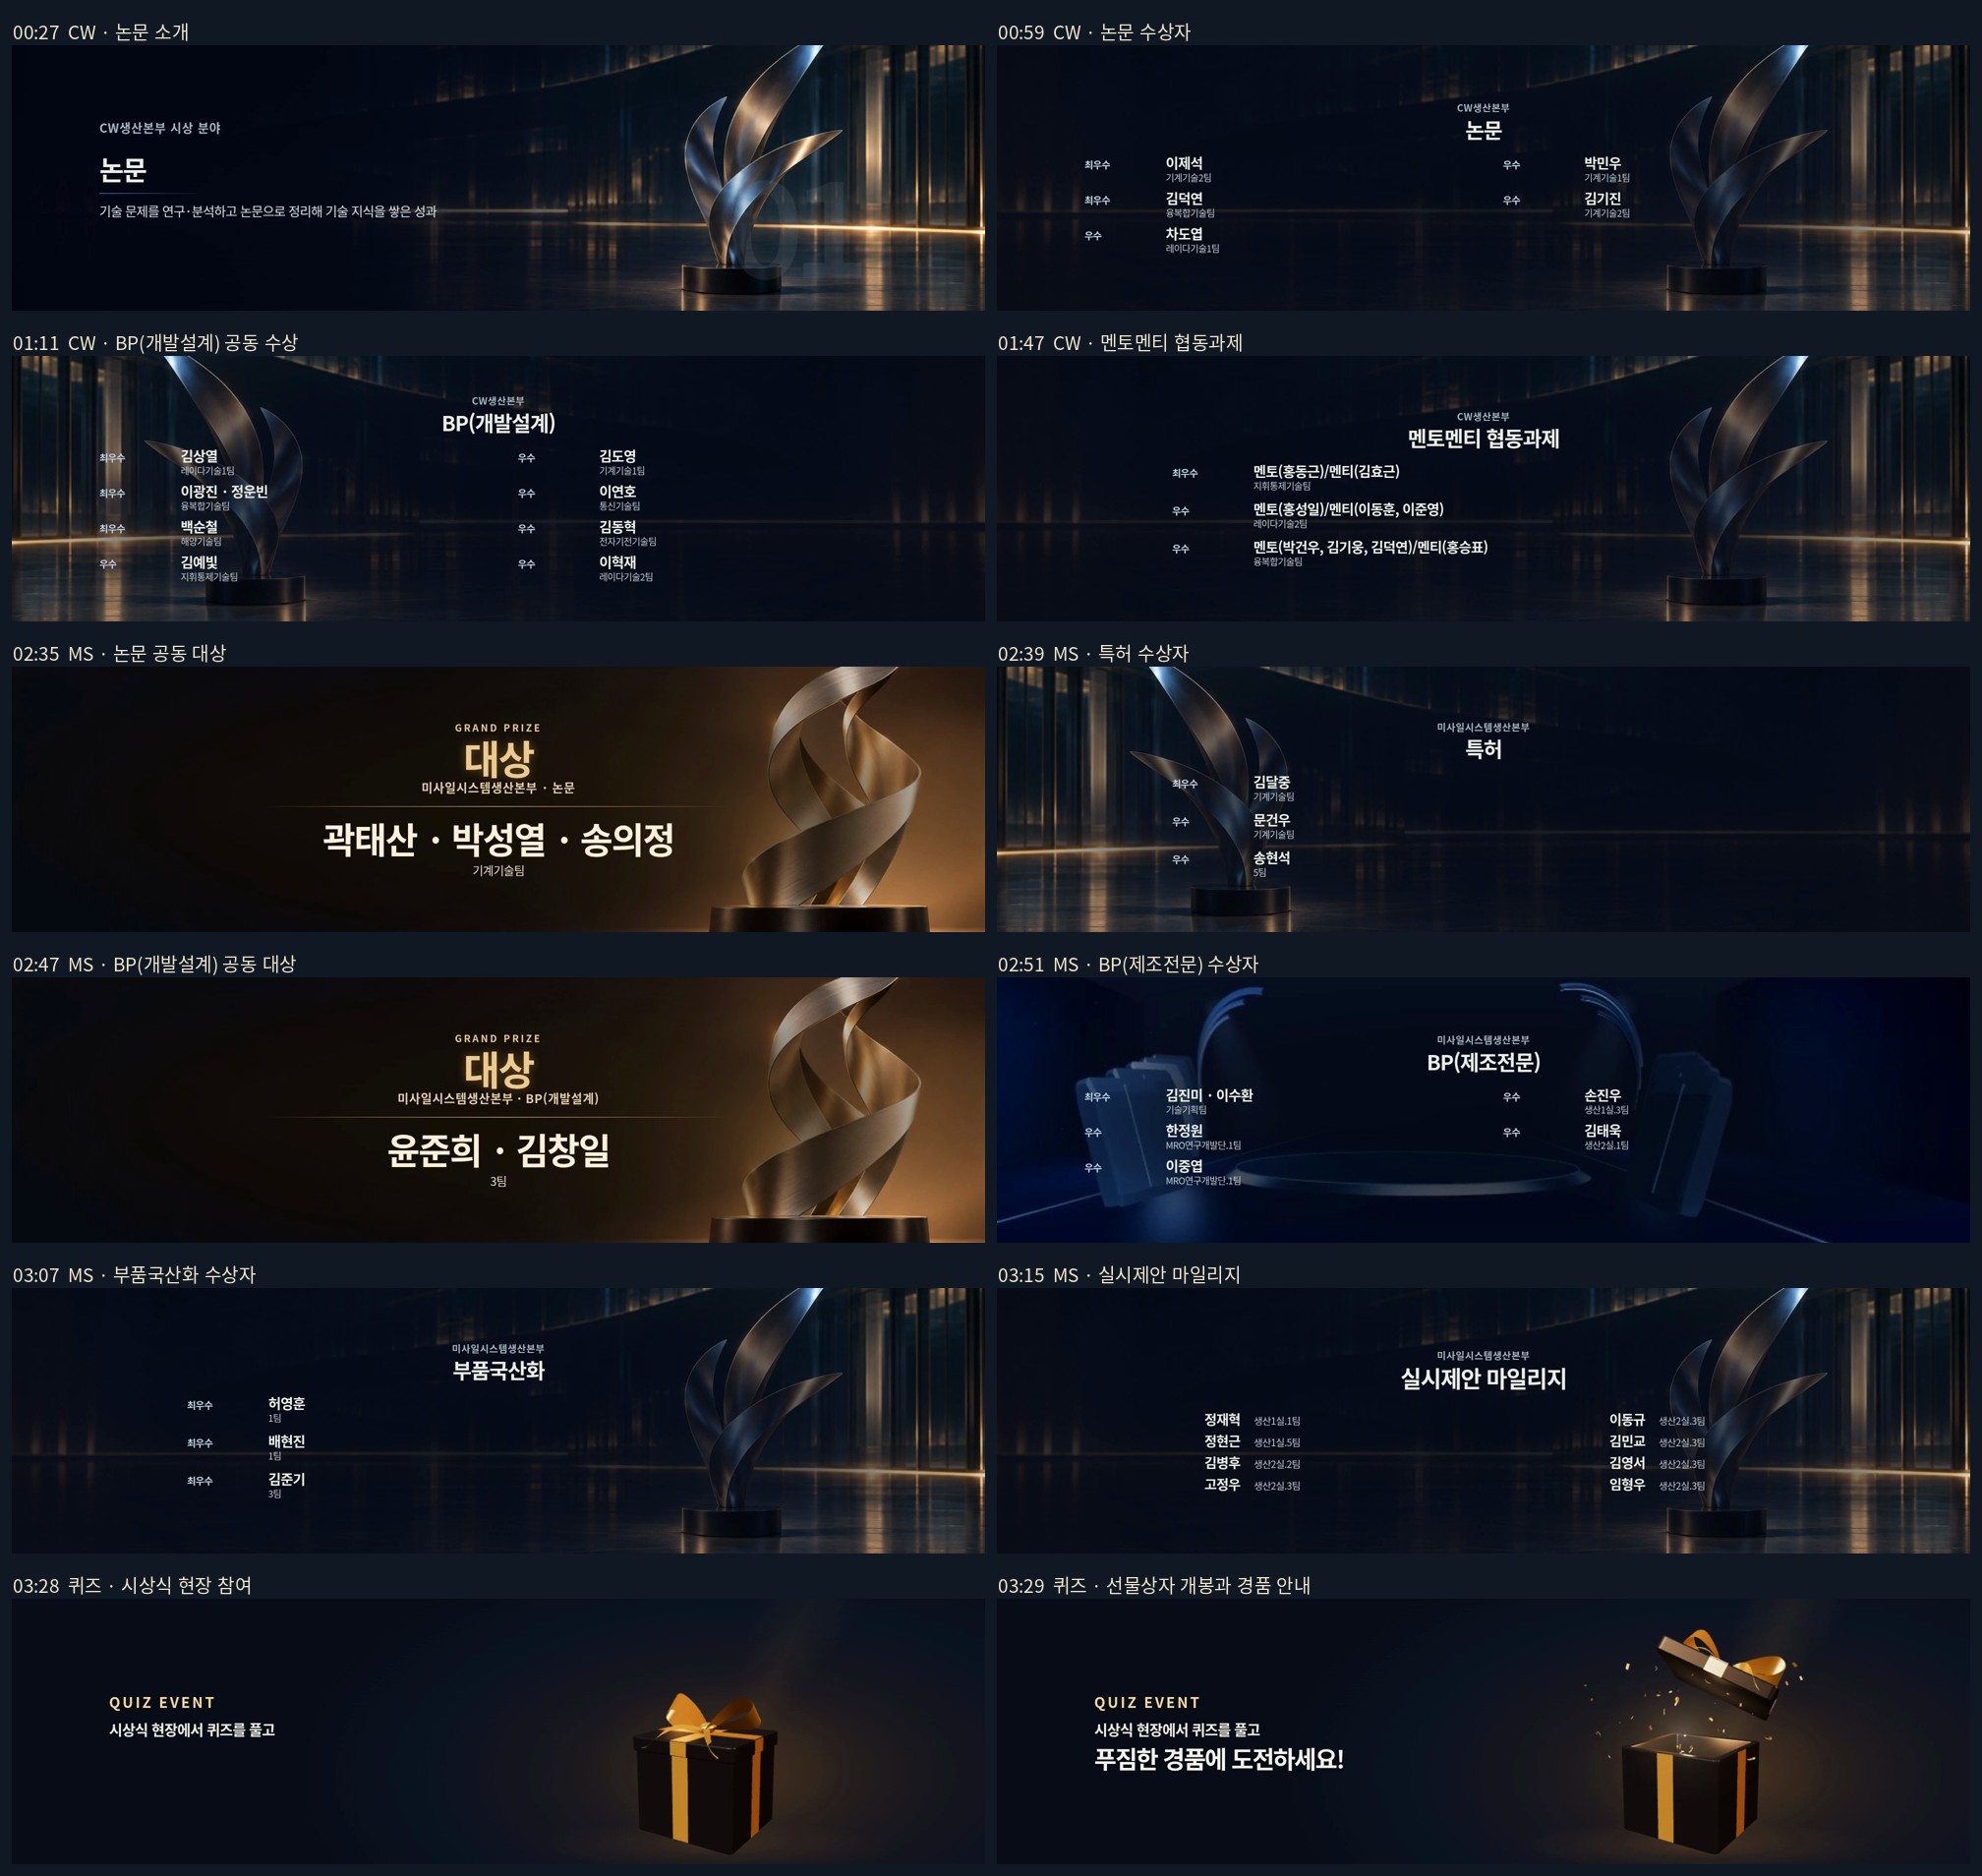 00:27 CW · 논문 소개
CW생산본부 시상 분야
논문
기술 문제를 연구·분석하고 논문으로 정리해 기술 지식을 쌓은 성과
01
00:59 CW · 논문 수상자
CW생산본부
논문
최우수 이제석
기계기술2팀
최우수 김덕연
융복합기술팀
우수 차도엽
레이다기술1팀
우수 박민우
기계기술1팀
우수 김기진
기계기술2팀
01:11 CW · BP(개발설계) 공동 수상
CW생산본부
BP(개발설계)
최우수 김상열
레이다기술1팀
최우수 이광진 · 정운빈
융복합기술팀
최우수 백순철
해양기술팀
우수 김예빛
지휘통제기술팀
우수 김도영
기계기술1팀
우수 이연호
통신기술팀
우수 김동혁
전자기전기술팀
우수 이혁재
레이다기술2팀
01:47 CW · 멘토멘티 협동과제
CW생산본부
멘토멘티 협동과제
최우수 멘토(홍동근)/멘티(김효근)
지휘통제기술팀
우수 멘토(홍성일)/멘티(이동훈, 이준영)
레이다기술2팀
우수 멘토(박건우, 김기웅, 김덕연)/멘티(홍승표)
융복합기술팀
02:35 MS · 논문 공동 대상
GRAND PRIZE
대상
미사일시스템생산본부 · 논문
곽태산 · 박성열 · 송의정
기계기술팀
02:39 MS · 특허 수상자
미사일시스템생산본부
특허
최우수 김달중
기계기술팀
우수 문건우
기계기술팀
우수 송현석
5팀
02:47 MS · BP(개발설계) 공동 대상
GRAND PRIZE
대상
미사일시스템생산본부 · BP(개발설계)
윤준희 · 김창일
3팀
02:51 MS · BP(제조전문) 수상자
미사일시스템생산본부
BP(제조전문)
최우수 김진미 · 이수환
기술기획팀
우수 한정원
MRO연구개발단.1팀
우수 이중엽
MRO연구개발단.1팀
우수 손진우
생산1실.3팀
우수 김태욱
생산2실.1팀
03:07 MS · 부품국산화 수상자
미사일시스템생산본부
부품국산화
최우수 허영훈
1팀
최우수 배현진
1팀
최우수 김준기
3팀
03:15 MS · 실시제안 마일리지
미사일시스템생산본부
실시제안 마일리지
정재혁 생산1실.1팀
정현근 생산1실.5팀
김병후 생산2실.2팀
고정우 생산2실.3팀
이동규 생산2실.3팀
김민교 생산2실.3팀
김영서 생산2실.3팀
임형우 생산2실.3팀
03:28 퀴즈 · 시상식 현장 참여
QUIZ EVENT
시상식 현장에서 퀴즈를 풀고
03:29 퀴즈 · 선물상자 개봉과 경품 안내
QUIZ EVENT
시상식 현장에서 퀴즈를 풀고
푸짐한 경품에 도전하세요!